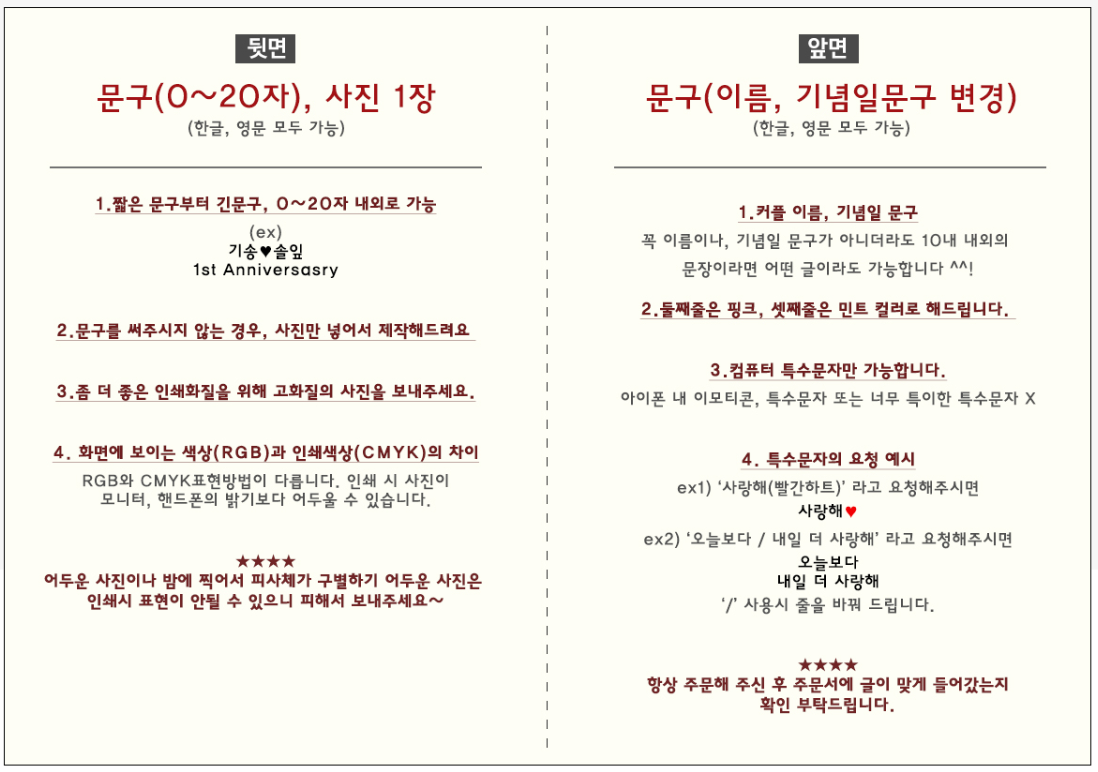 뒷면
문구(0~20자), 사진 1장
(한글, 영문 모두 가능)
1.짧은 문구부터 긴문구, 0~20자 내외로 가능
(ex)
기송♥솔잎
1st Anniversasry
2.문구를 써주시지 않는 경우, 사진만 넣어서 제작해드려요
3.좀 더 좋은 인쇄화질을 위해 고화질의 사진을 보내주세요.
4. 화면에 보이는 색상(RGB)과 인쇄색상(CMYK)의 차이
RGB와 CMYK표현방법이 다릅니다. 인쇄 시 사진이
모니터, 핸드폰의 밝기보다 어두울 수 있습니다.
★★★★
어두운 사진이나 밤에 찍어서 피사체가 구별하기 어두운 사진은
인쇄시 표현이 안될 수 있으니 피해서 보내주세요~
앞면
문구(이름, 기념일문구 변경)
(한글, 영문 모두 가능)
1.커플 이름, 기념일 문구
꼭 이름이나, 기념일 문구가 아니더라도 10내 내외의
문장이라면 어떤 글이라도 가능합니다 ^^!
2.둘째줄은 핑크, 셋째줄은 민트 컬러로 해드립니다.
3.컴퓨터 특수문자만 가능합니다.
아이폰 내 이모티콘, 특수문자 또는 너무 특이한 특수문자 X
4. 특수문자의 요청 예시
ex1) ‘사랑해(빨간하트)’ 라고 요청해주시면
사랑해♥
ex2) ‘오늘보다 / 내일 더 사랑해’ 라고 요청해주시면
오늘보다
내일 더 사랑해
‘/’ 사용시 줄을 바꿔 드립니다.
★★★★
항상 주문해 주신 후 주문서에 글이 맞게 들어갔는지
확인 부탁드립니다.